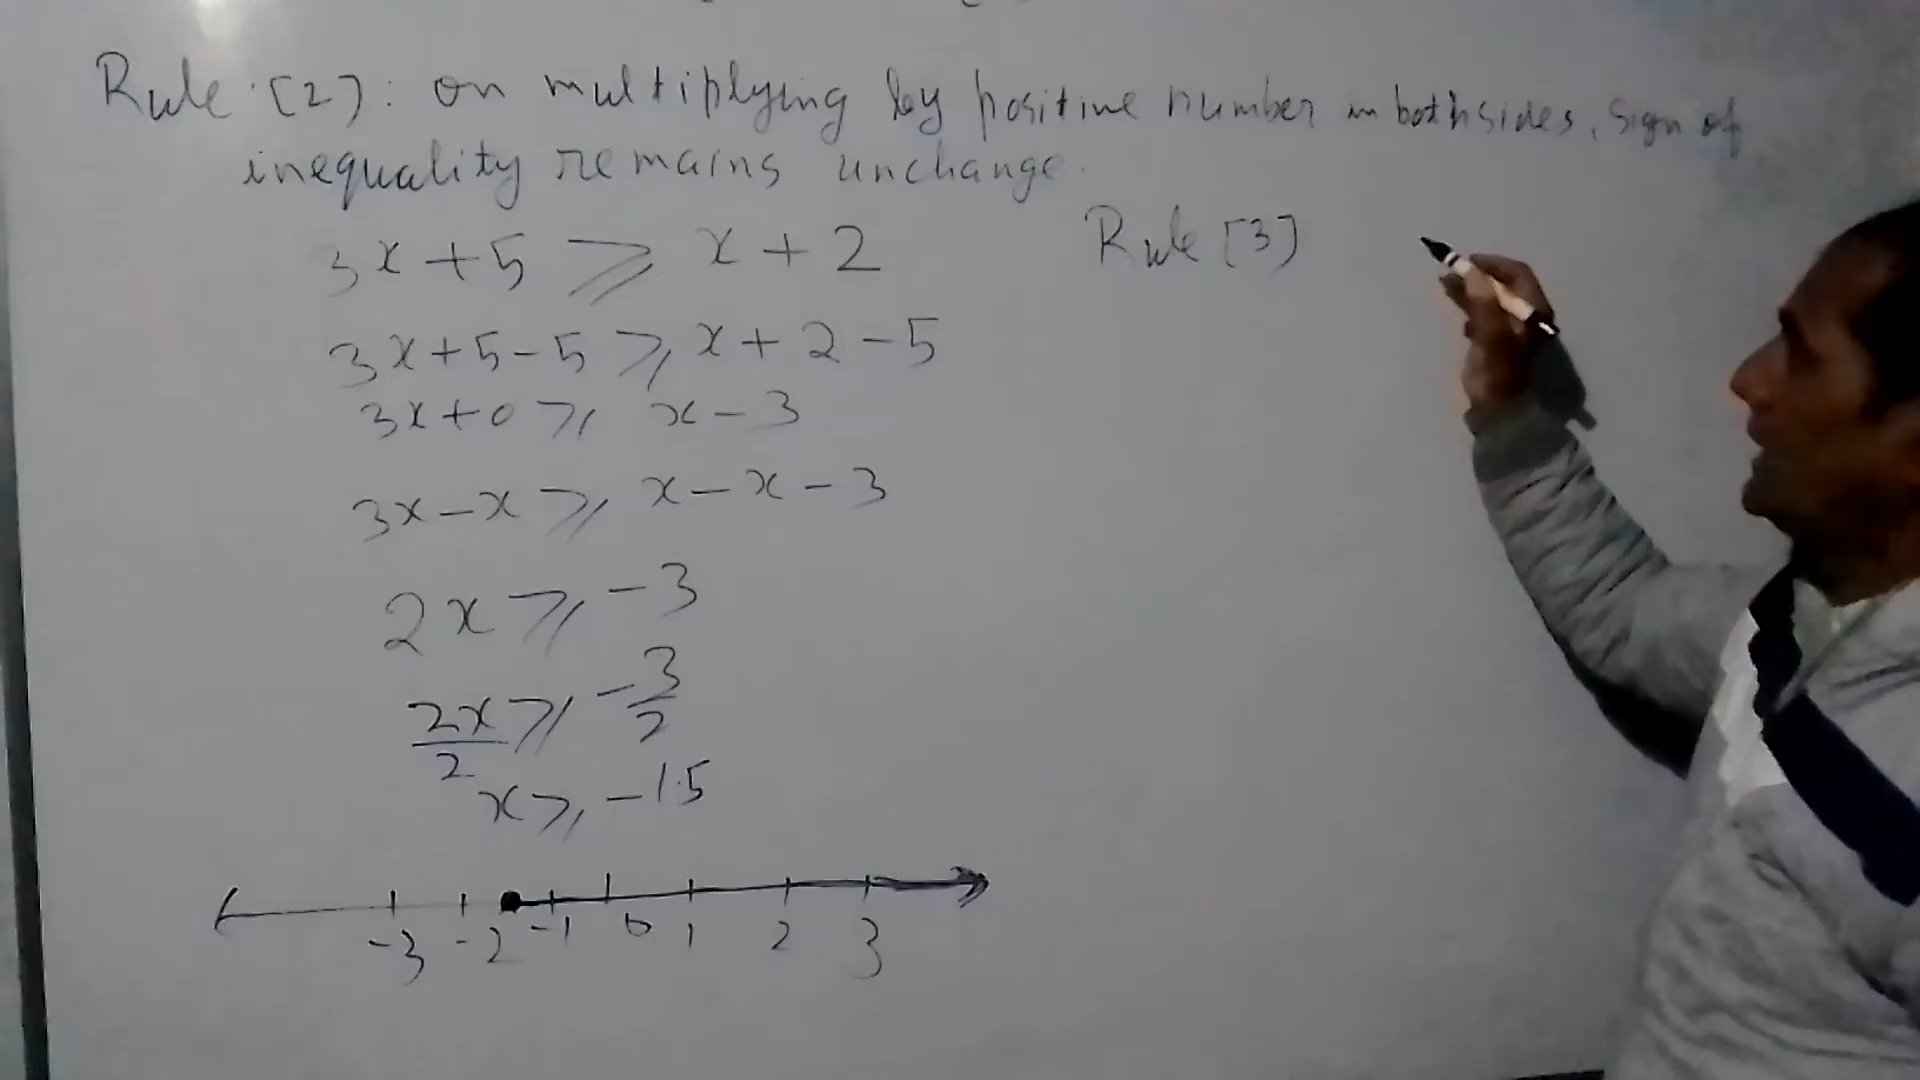 Rule [2]: on multiplying by positive number in bothsides, sign of
inequality remains unchange.
3x+5 ⩾ x+2
3x+5-5 ⩾ x+2-5
3x+0 ⩾ x-3
3x-x ⩾ x-x-3
2x ⩾ -3
2x/2 ⩾ -3/2
x ⩾ -1.5
-3 -2 -1 0 1 2 3
Rule [3]